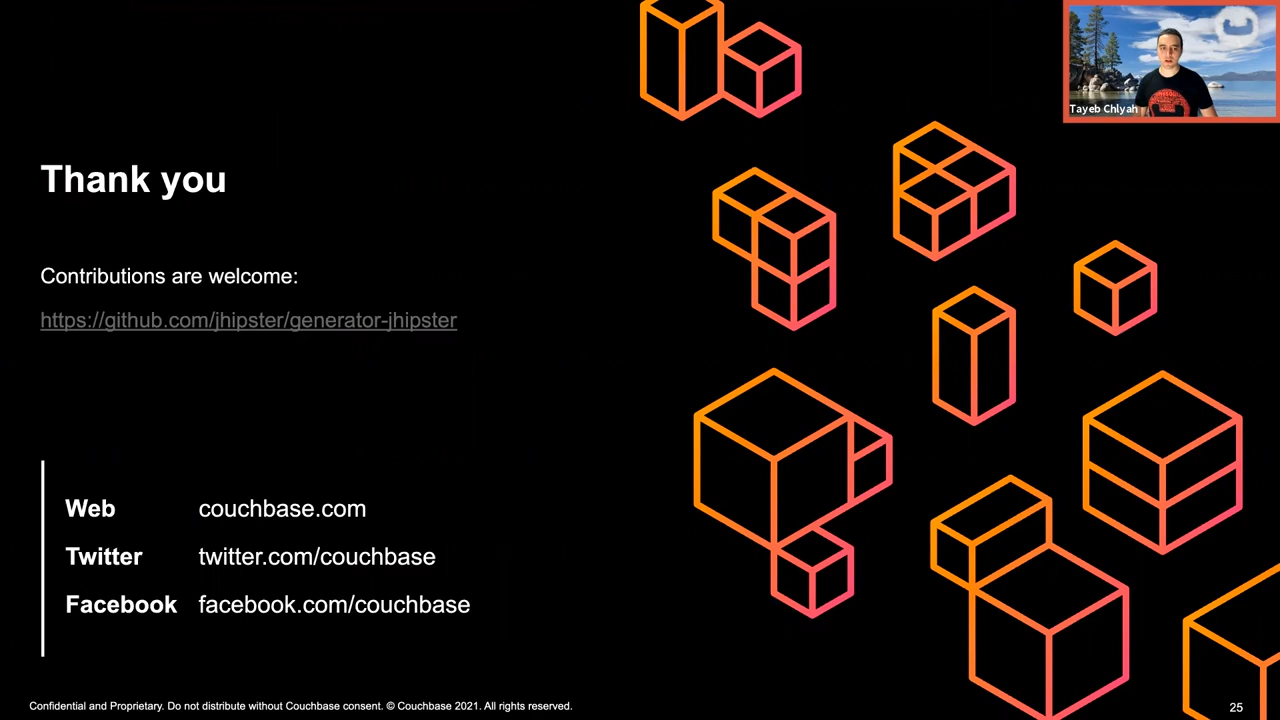 Tayeb Chlyah
Thank you
Contributions are welcome:
https://github.com/jhipster/generator-jhipster
Web couchbase.com
Twitter twitter.com/couchbase
Facebook facebook.com/couchbase
Confidential and Proprietary. Do not distribute without Couchbase consent. © Couchbase 2021. All rights reserved.
25